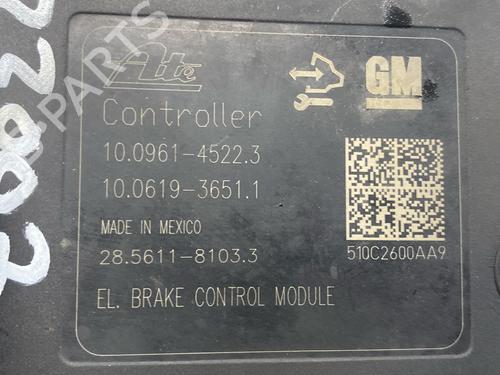 Ate
GM
Controller
10.0961-4522.3
10.0619-3651.1
MADE IN MEXICO
28.5611-8103.3
510C2600AA9
EL. BRAKE CONTROL MODULE